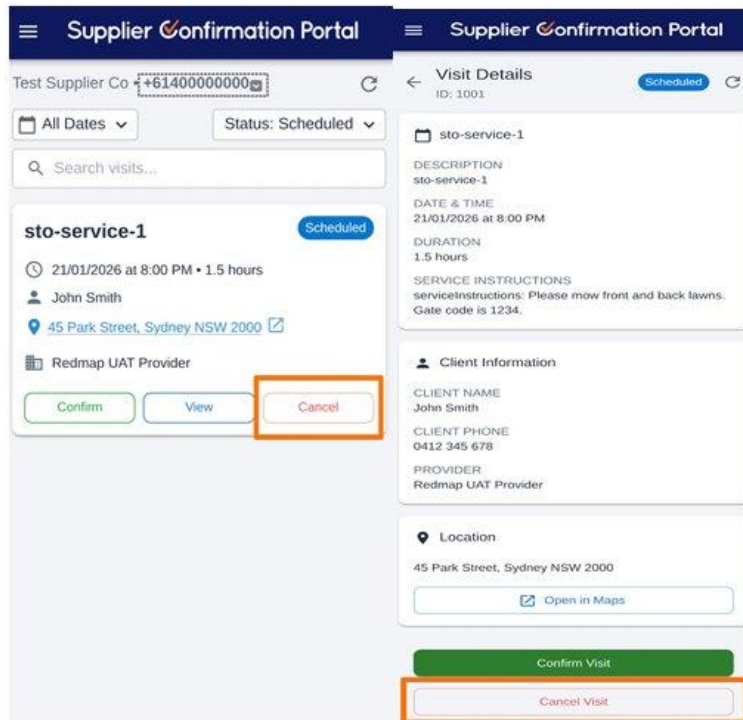 Supplier Confirmation Portal
Test Supplier Co • +61400000000
All Dates
Status: Scheduled
Search visits...
sto-service-1
Scheduled
21/01/2026 at 8:00 PM • 1.5 hours
John Smith
45 Park Street, Sydney NSW 2000
Redmap UAT Provider
Confirm
View
Cancel
Supplier Confirmation Portal
Visit Details
Scheduled
ID: 1001
sto-service-1
DESCRIPTION
sto-service-1
DATE & TIME
21/01/2026 at 8:00 PM
DURATION
1.5 hours
SERVICE INSTRUCTIONS
serviceInstructions: Please mow front and back lawns.
Gate code is 1234.
Client Information
CLIENT NAME
John Smith
CLIENT PHONE
0412 345 678
PROVIDER
Redmap UAT Provider
Location
45 Park Street, Sydney NSW 2000
Open in Maps
Confirm Visit
Cancel Visit